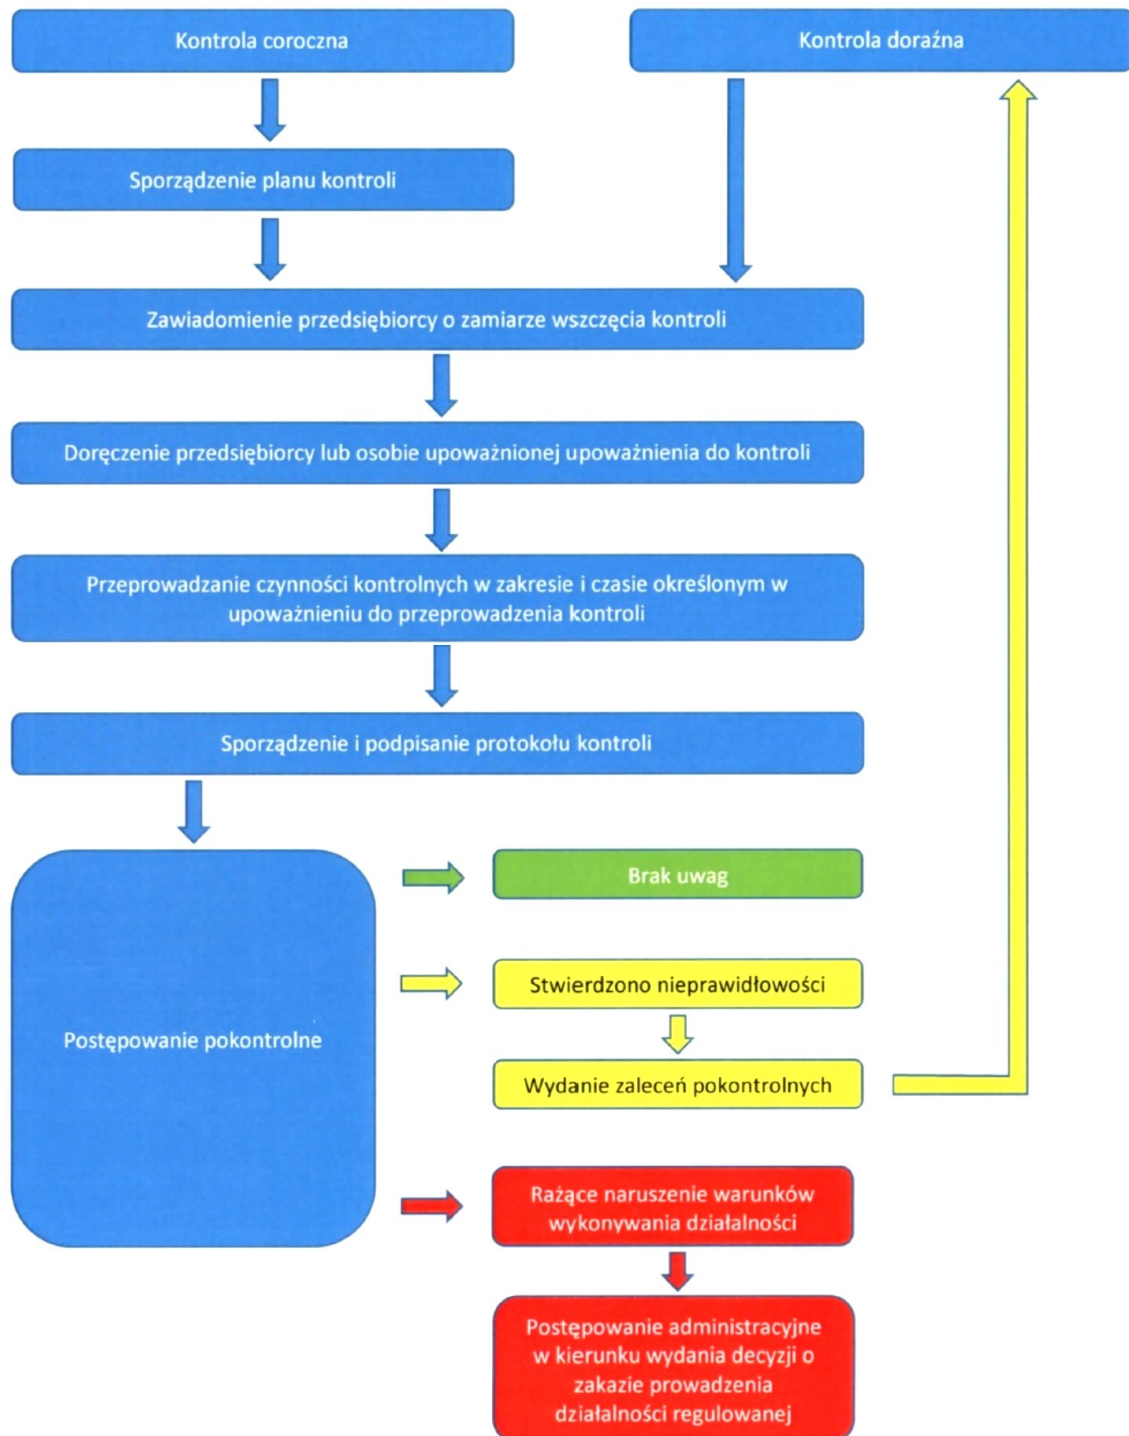 Kontrola coroczna
Kontrola doraźna
Sporządzenie planu kontroli
Zawiadomienie przedsiębiorcy o zamiarze wszczęcia kontroli
Doręczenie przedsiębiorcy lub osobie upoważnionej upoważnienia do kontroli
Przeprowadzanie czynności kontrolnych w zakresie i czasie określonym w
upoważnieniu do przeprowadzenia kontroli
Sporządzenie i podpisanie protokołu kontroli
Postępowanie pokontrolne
Brak uwag
Stwierdzono nieprawidłowości
Wydanie zaleceń pokontrolnych
Rażące naruszenie warunków
wykonywania działalności
Postępowanie administracyjne
w kierunku wydania decyzji o
zakazie prowadzenia
działalności regulowanej